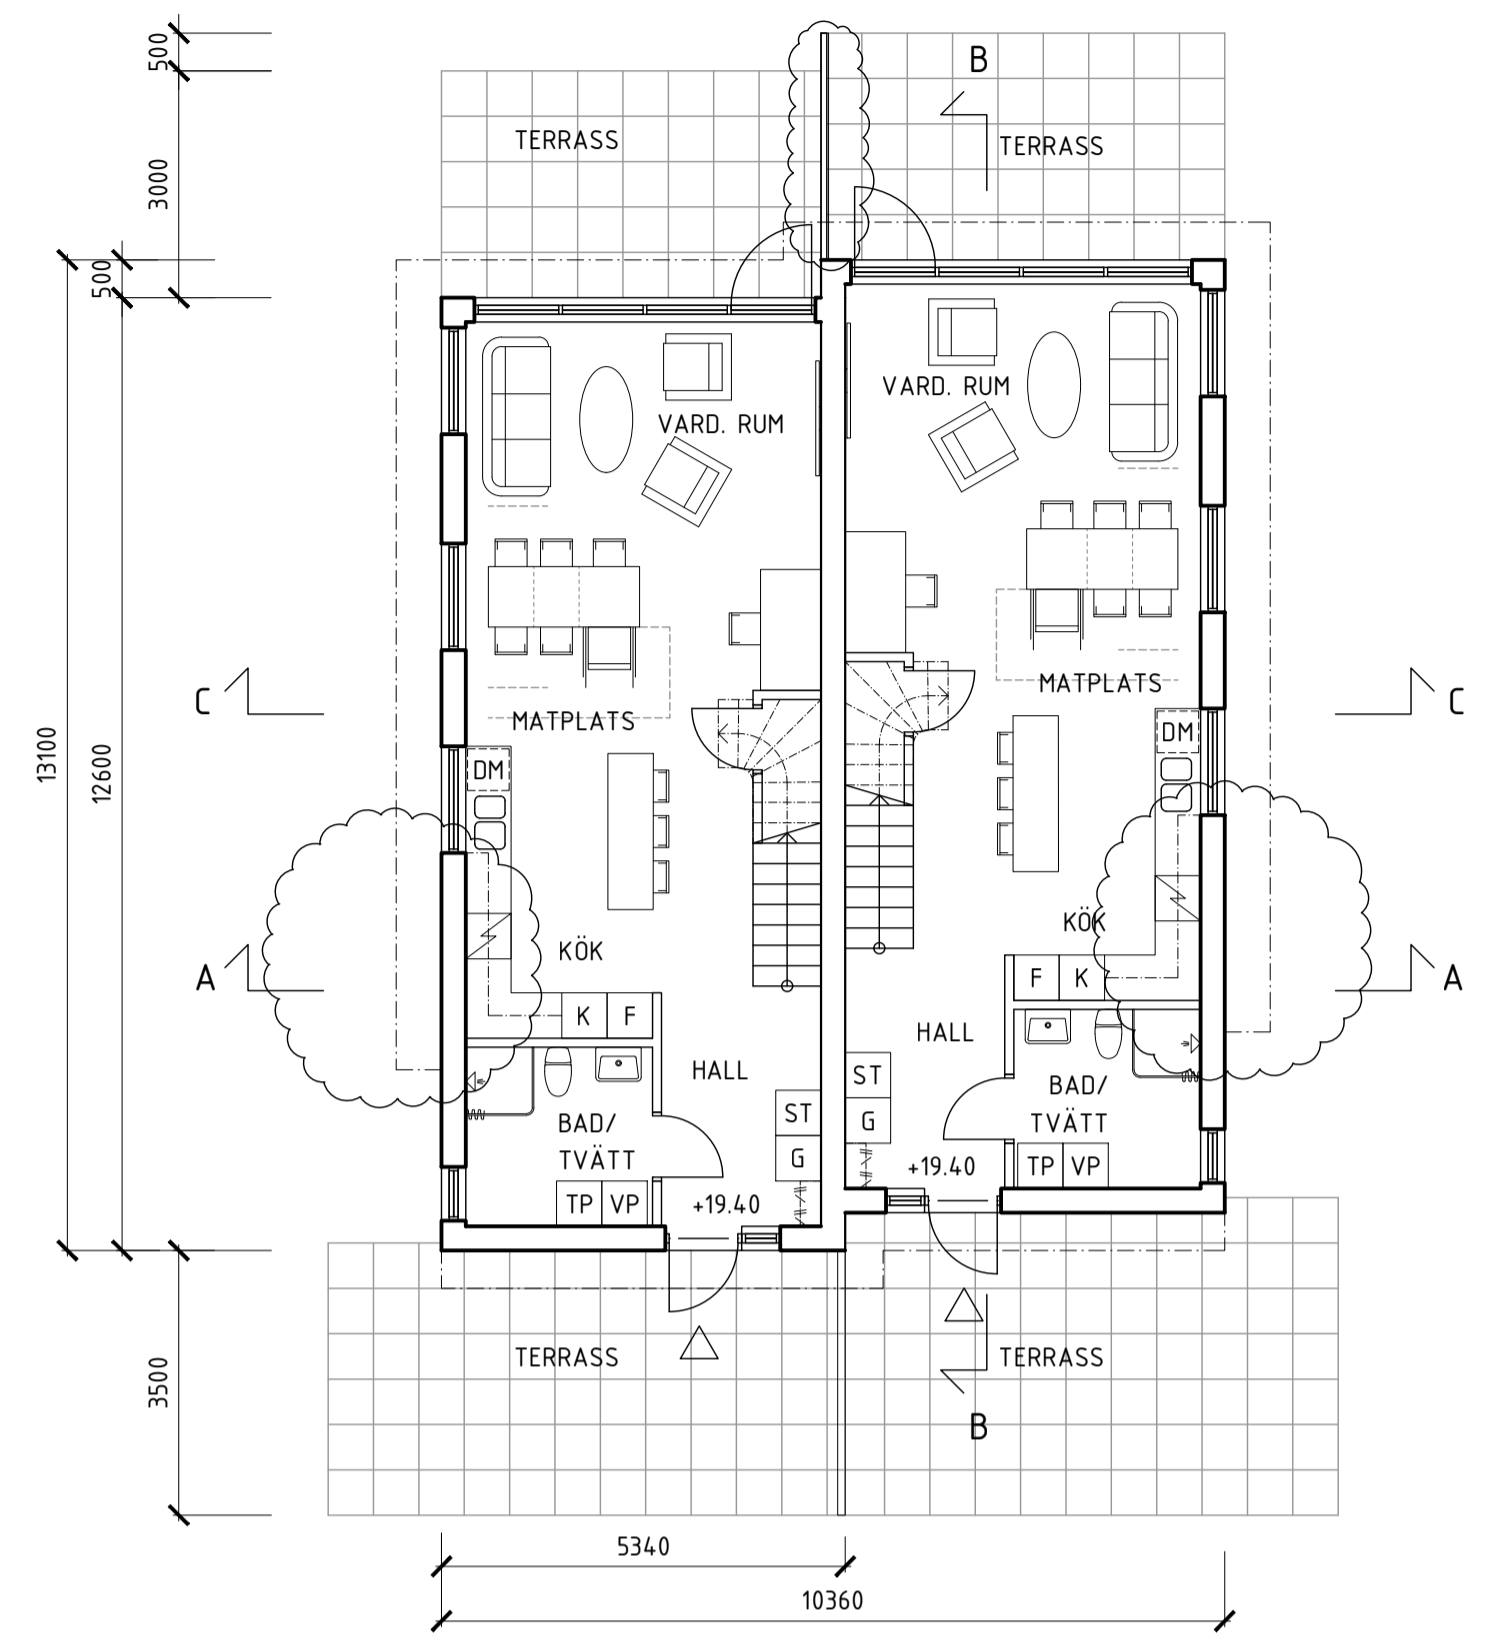 500
B
TERRASS
TERRASS
3000
500
VARD. RUM
VARD. RUM
C
MATPLATS
MATPLATS
C
DM
DM
13100
12600
KÖK
KÖK
A
A
F
K
K
F
HALL
HALL
ST
G
BAD/
TVÄTT
BAD/
TVÄTT
ST
G
TP
VP
+19.40
+19.40
TP
VP
TERRASS
TERRASS
3500
B
5340
10360